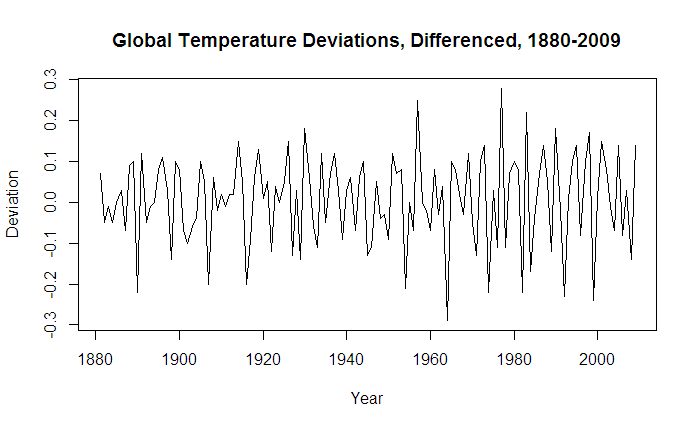 Global Temperature Deviations, Differenced, 1880-2009
Deviation
0.3
0.2
0.1
0.0
-0.1
-0.2
-0.3
1880 1900 1920 1940 1960 1980 2000
Year